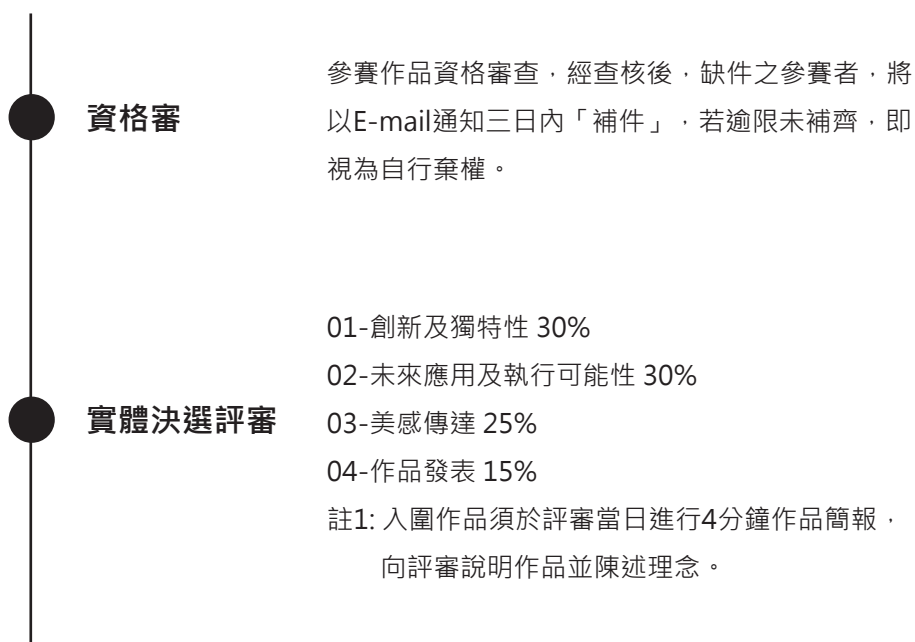 資格審
參賽作品資格審查，經查核後，缺件之參賽者，將
以E-mail通知三日內「補件」，若逾限未補齊，即
視為自行棄權。
實體決選評審
01-創新及獨特性 30%
02-未來應用及執行可能性 30%
03-美感傳達 25%
04-作品發表 15%
註1: 入圍作品須於評審當日進行4分鐘作品簡報，
向評審說明作品並陳述理念。